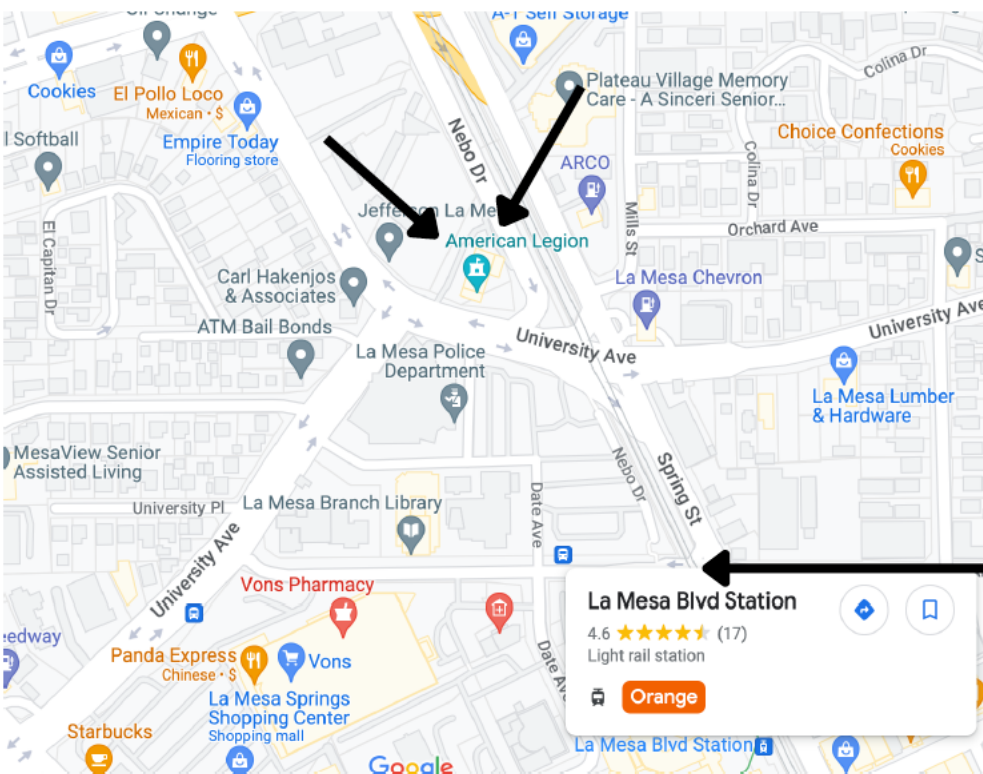 Oil Change
A-1 Self Storage
Colina Dr
Cookies
El Pollo Loco
Mexican · $
Plateau Village Memory
Care - A Sinceri Senior...
Empire Today
Flooring store
l Softball
Nebo Dr
Choice Confections
Cookies
ARCO
Colina Dr
Jefferson La Me
Mills St
Orchard Ave
American Legion
El Capitan Dr
S
Carl Hakenjos
& Associates
La Mesa Chevron
ATM Bail Bonds
University Ave
University Ave
La Mesa Police
Department
La Mesa Lumber
& Hardware
MesaView Senior
Assisted Living
Nebo Dr
Spring St
University Pl
La Mesa Branch Library
Date Ave
University Ave
Vons Pharmacy
La Mesa Blvd Station
4.6 (17)
Light rail station
Orange
eedway
Panda Express
Chinese · $
Vons
Date Av
La Mesa Springs
Shopping Center
Shopping mall
Starbucks
La Mesa Blvd Station
Google